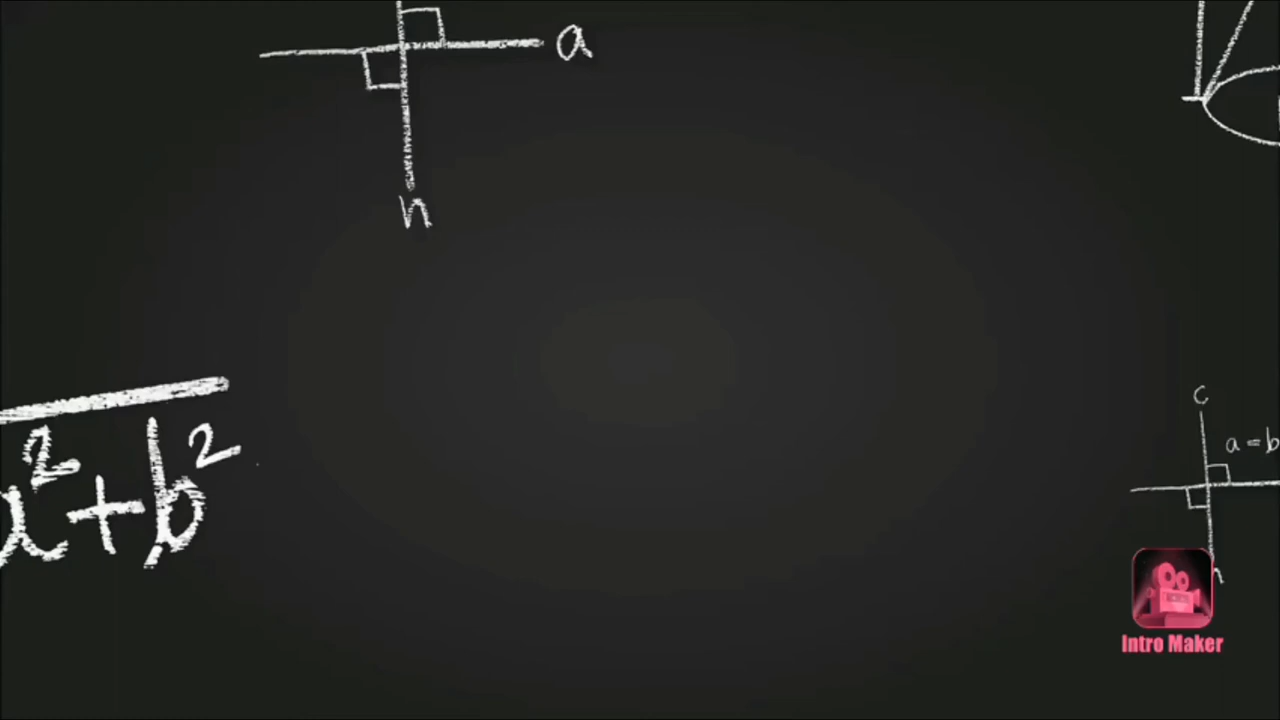 a
n
a²+b²
c
a=b
Intro Maker